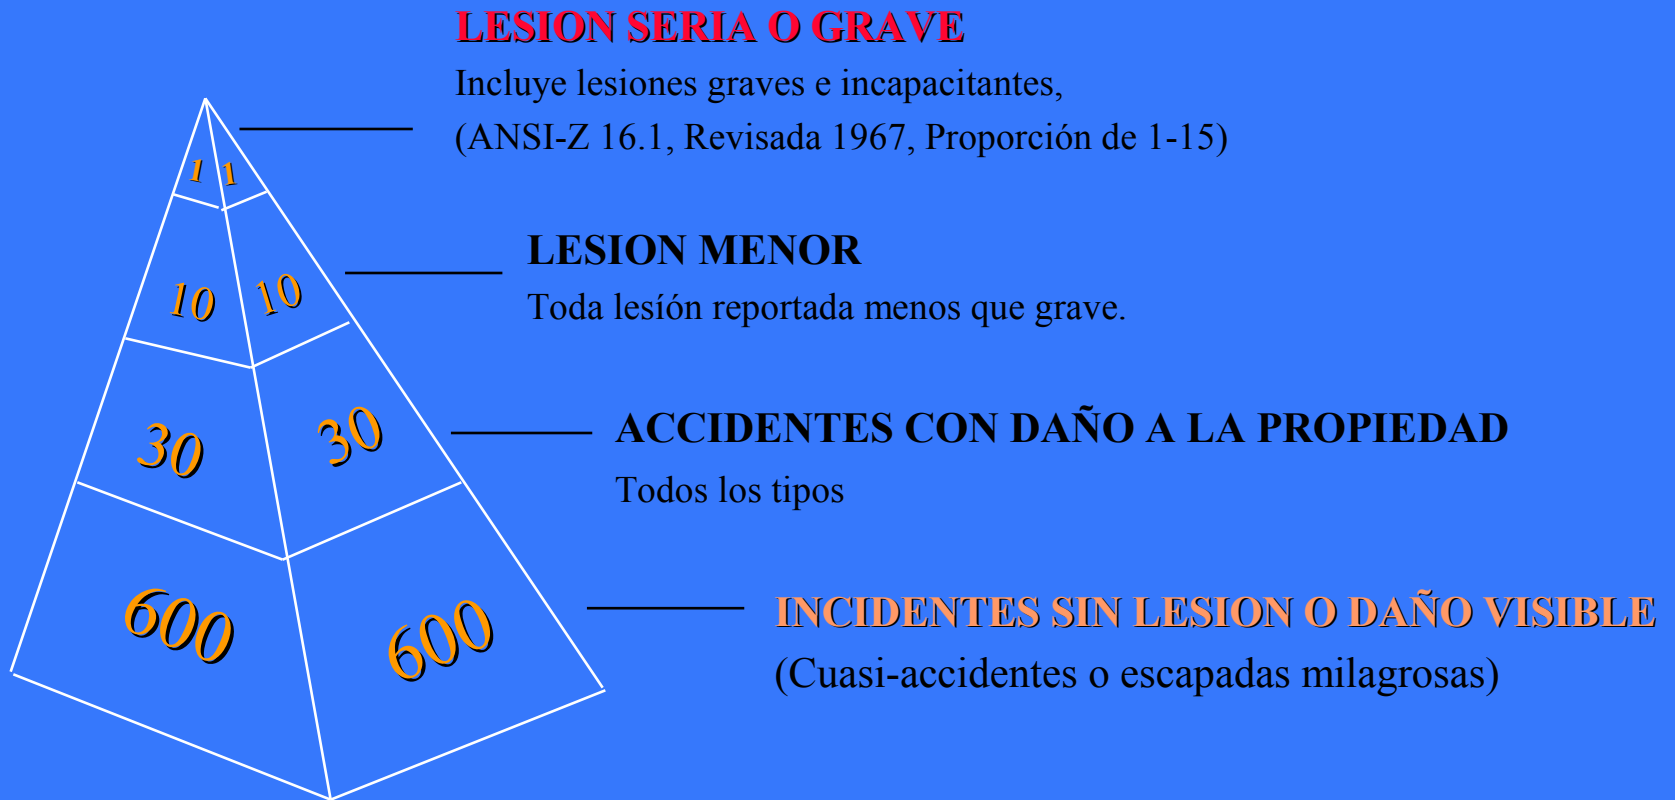 LESION SERIA O GRAVE
Incluye lesiones graves e incapacitantes,
(ANSI-Z 16.1, Revisada 1967, Proporción de 1-15)
1 1
LESION MENOR
10 10
Toda lesíón reportada menos que grave.
ACCIDENTES CON DAÑO A LA PROPIEDAD
30 30
Todos los tipos
INCIDENTES SIN LESION O DAÑO VISIBLE
600 600
(Cuasi-accidentes o escapadas milagrosas)